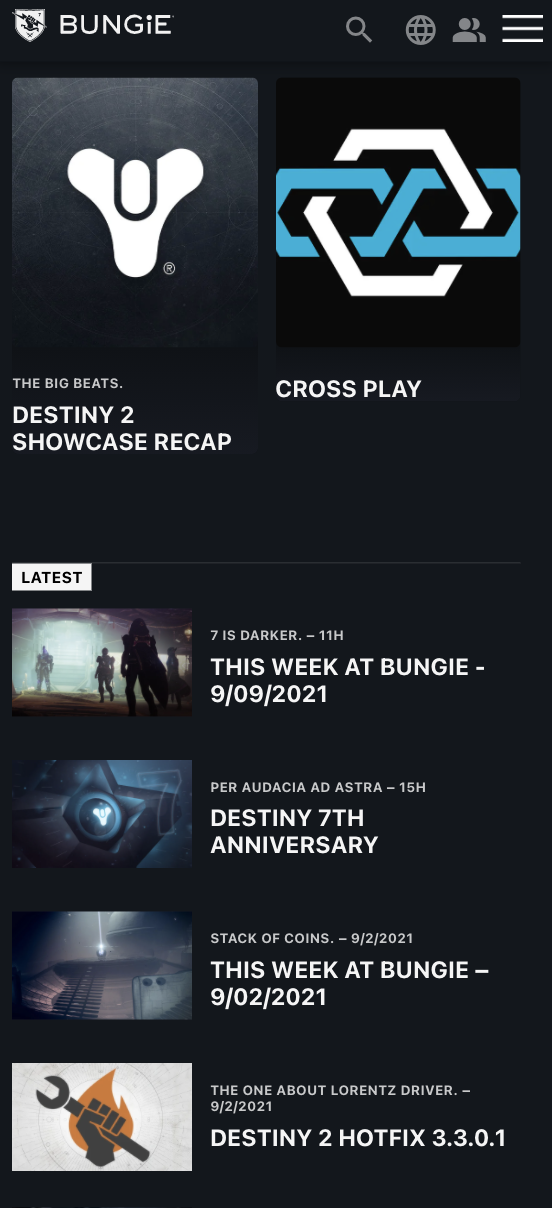 BUNGiE
®
THE BIG BEATS.
DESTINY 2
SHOWCASE RECAP
CROSS PLAY
LATEST
7 IS DARKER. – 11H
THIS WEEK AT BUNGIE -
9/09/2021
PER AUDACIA AD ASTRA – 15H
DESTINY 7TH
ANNIVERSARY
STACK OF COINS. – 9/2/2021
THIS WEEK AT BUNGIE –
9/02/2021
THE ONE ABOUT LORENTZ DRIVER. –
9/2/2021
DESTINY 2 HOTFIX 3.3.0.1